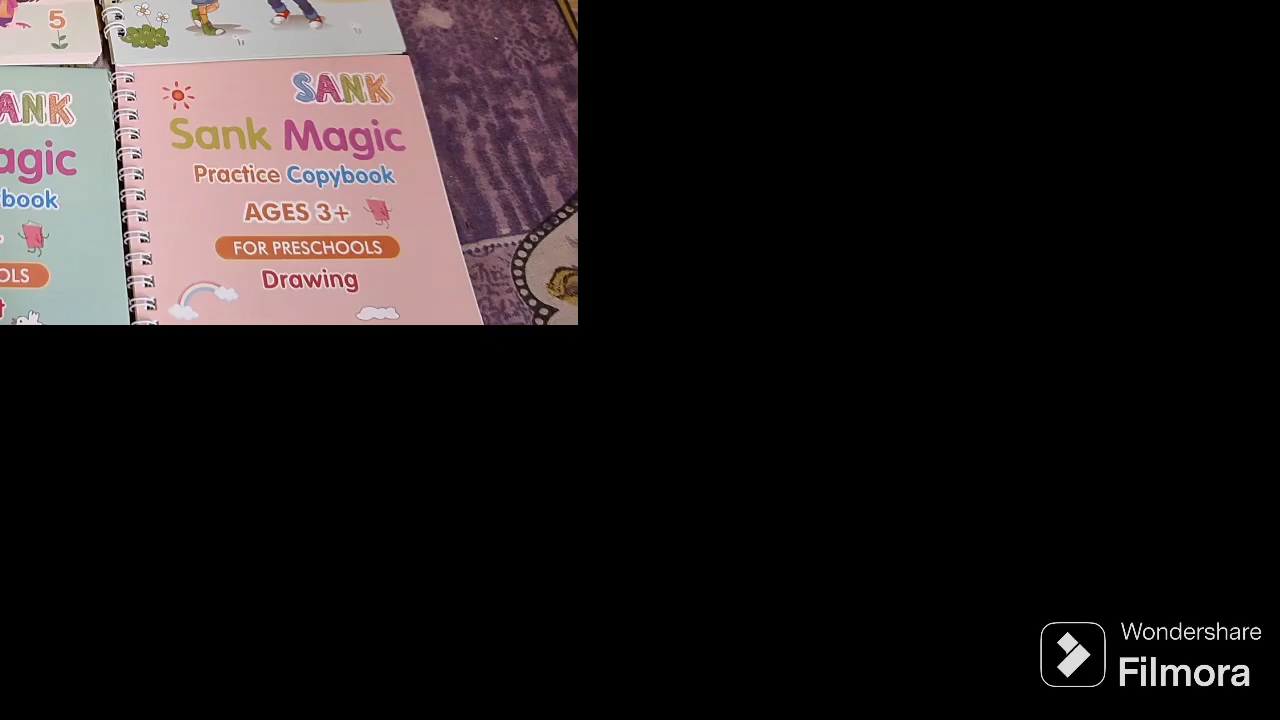 5
SANK
Sank Magic
Practice Copybook
AGES 3+
FOR PRESCHOOLS
Drawing
ANK
agic
book
OLS
t
Wondershare
Filmora